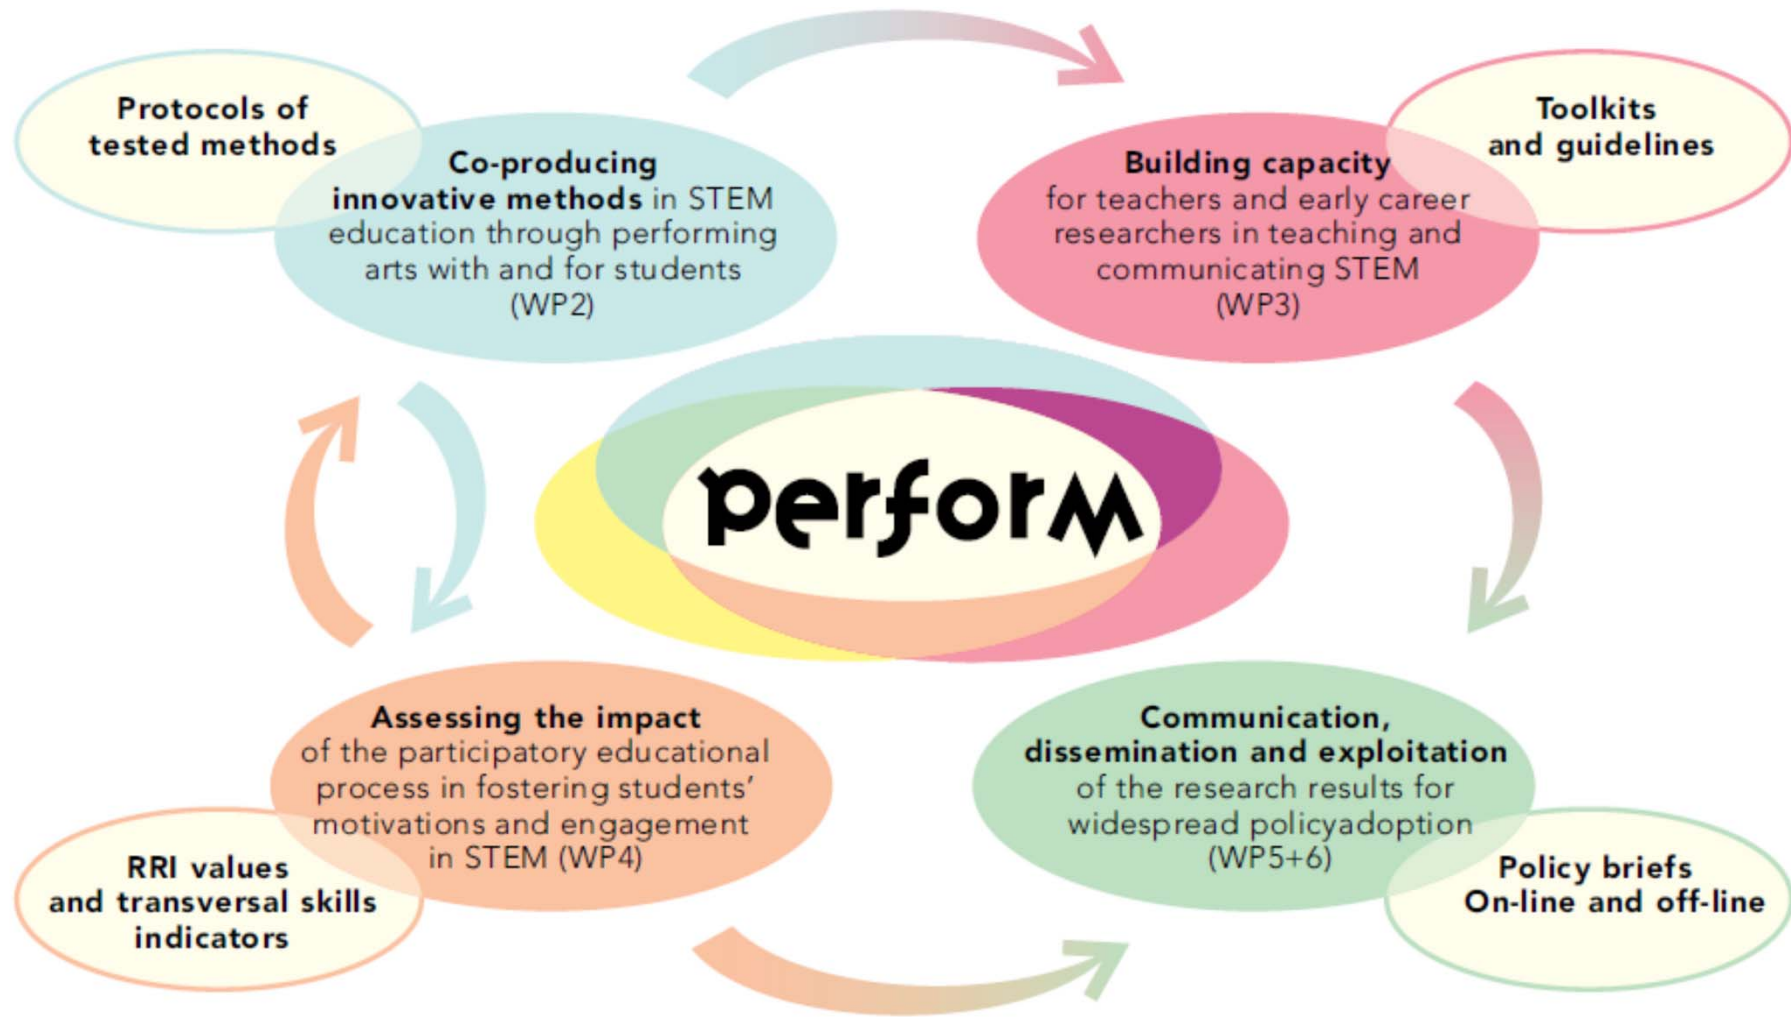 Protocols of
tested methods
Co-producing
innovative methods in STEM
education through performing
arts with and for students
(WP2)
Building capacity
for teachers and early career
researchers in teaching and
communicating STEM
(WP3)
Toolkits
and guidelines
perform
Assessing the impact
of the participatory educational
process in fostering students’
motivations and engagement
in STEM (WP4)
RRI values
and transversal skills
indicators
Communication,
dissemination and exploitation
of the research results for
widespread policyadoption
(WP5+6)
Policy briefs
On-line and off-line